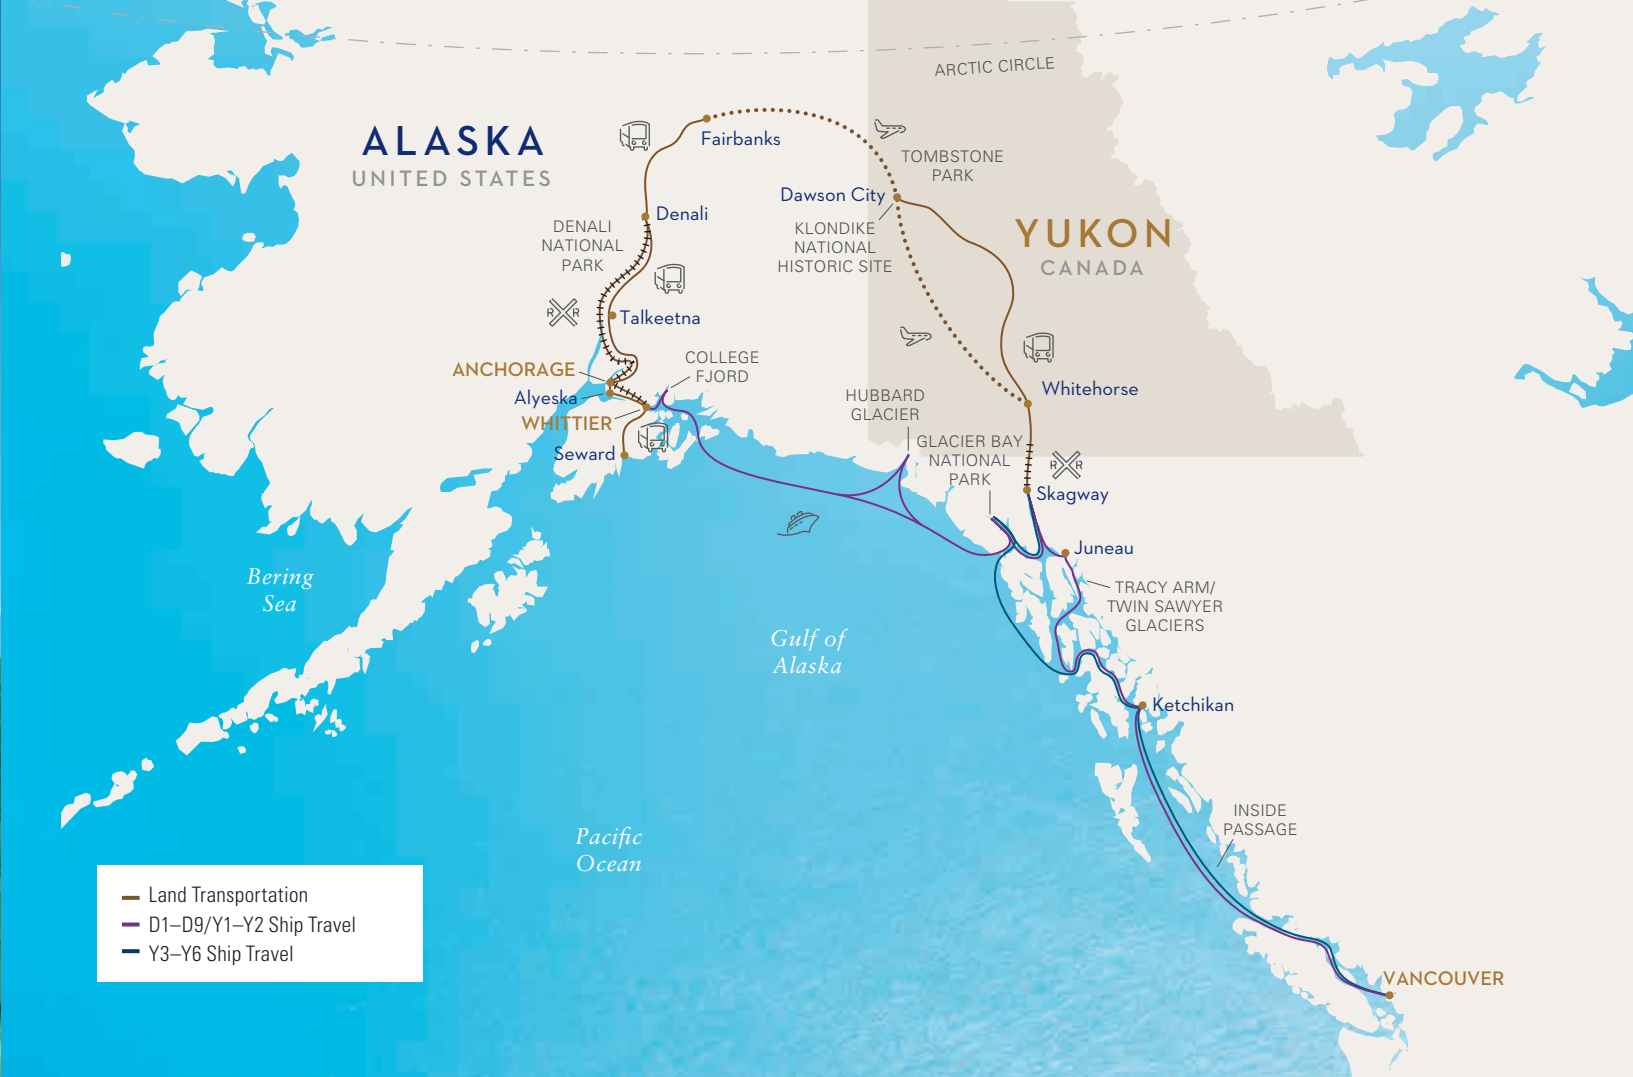 ARCTIC CIRCLE
ALASKA
UNITED STATES
Fairbanks
TOMBSTONE
PARK
Dawson City
Denali
DENALI
NATIONAL
PARK
KLONDIKE
NATIONAL
HISTORIC SITE
YUKON
CANADA
R R
Talkeetna
ANCHORAGE
COLLEGE
FJORD
Alyeska
WHITTIER
Seward
Whitehorse
HUBBARD
GLACIER
GLACIER BAY
NATIONAL
PARK
R R
Skagway
Juneau
TRACY ARM/
TWIN SAWYER
GLACIERS
Bering
Sea
Gulf of
Alaska
Ketchikan
Pacific
Ocean
INSIDE
PASSAGE
VANCOUVER
Land Transportation
D1–D9/Y1–Y2 Ship Travel
Y3–Y6 Ship Travel